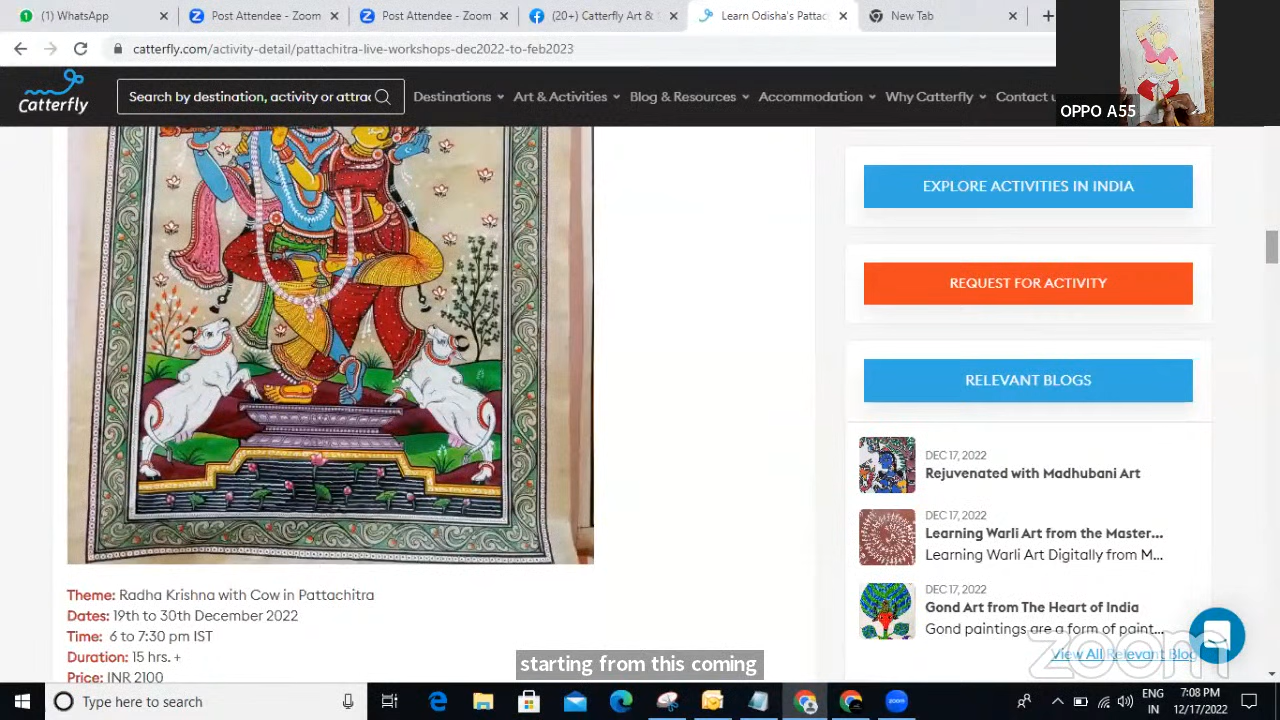 (1) WhatsApp
Post Attendee - Zoom
Post Attendee - Zoom
(20+) Catterfly Art &
Learn Odisha's Pattac
New Tab
catterfly.com/activity-detail/pattachitra-live-workshops-dec2022-to-feb2023
OPPO A55
Catterfly
Search by destination, activity or attrac
Destinations
Art & Activities
Blog & Resources
Accommodation
Why Catterfly
Contact u
EXPLORE ACTIVITIES IN INDIA
REQUEST FOR ACTIVITY
RELEVANT BLOGS
DEC 17, 2022
Rejuvenated with Madhubani Art
DEC 17, 2022
Learning Warli Art from the Master...
Learning Warli Art Digitally from M...
DEC 17, 2022
Gond Art from The Heart of India
Gond paintings are a form of paint...
View All Relevant Blog
zoom
Theme: Radha Krishna with Cow in Pattachitra
Dates: 19th to 30th December 2022
Time: 6 to 7:30 pm IST
Duration: 15 hrs. +
Price: INR 2100
starting from this coming
Type here to search
zoom
ENG
IN
7:08 PM
12/17/2022